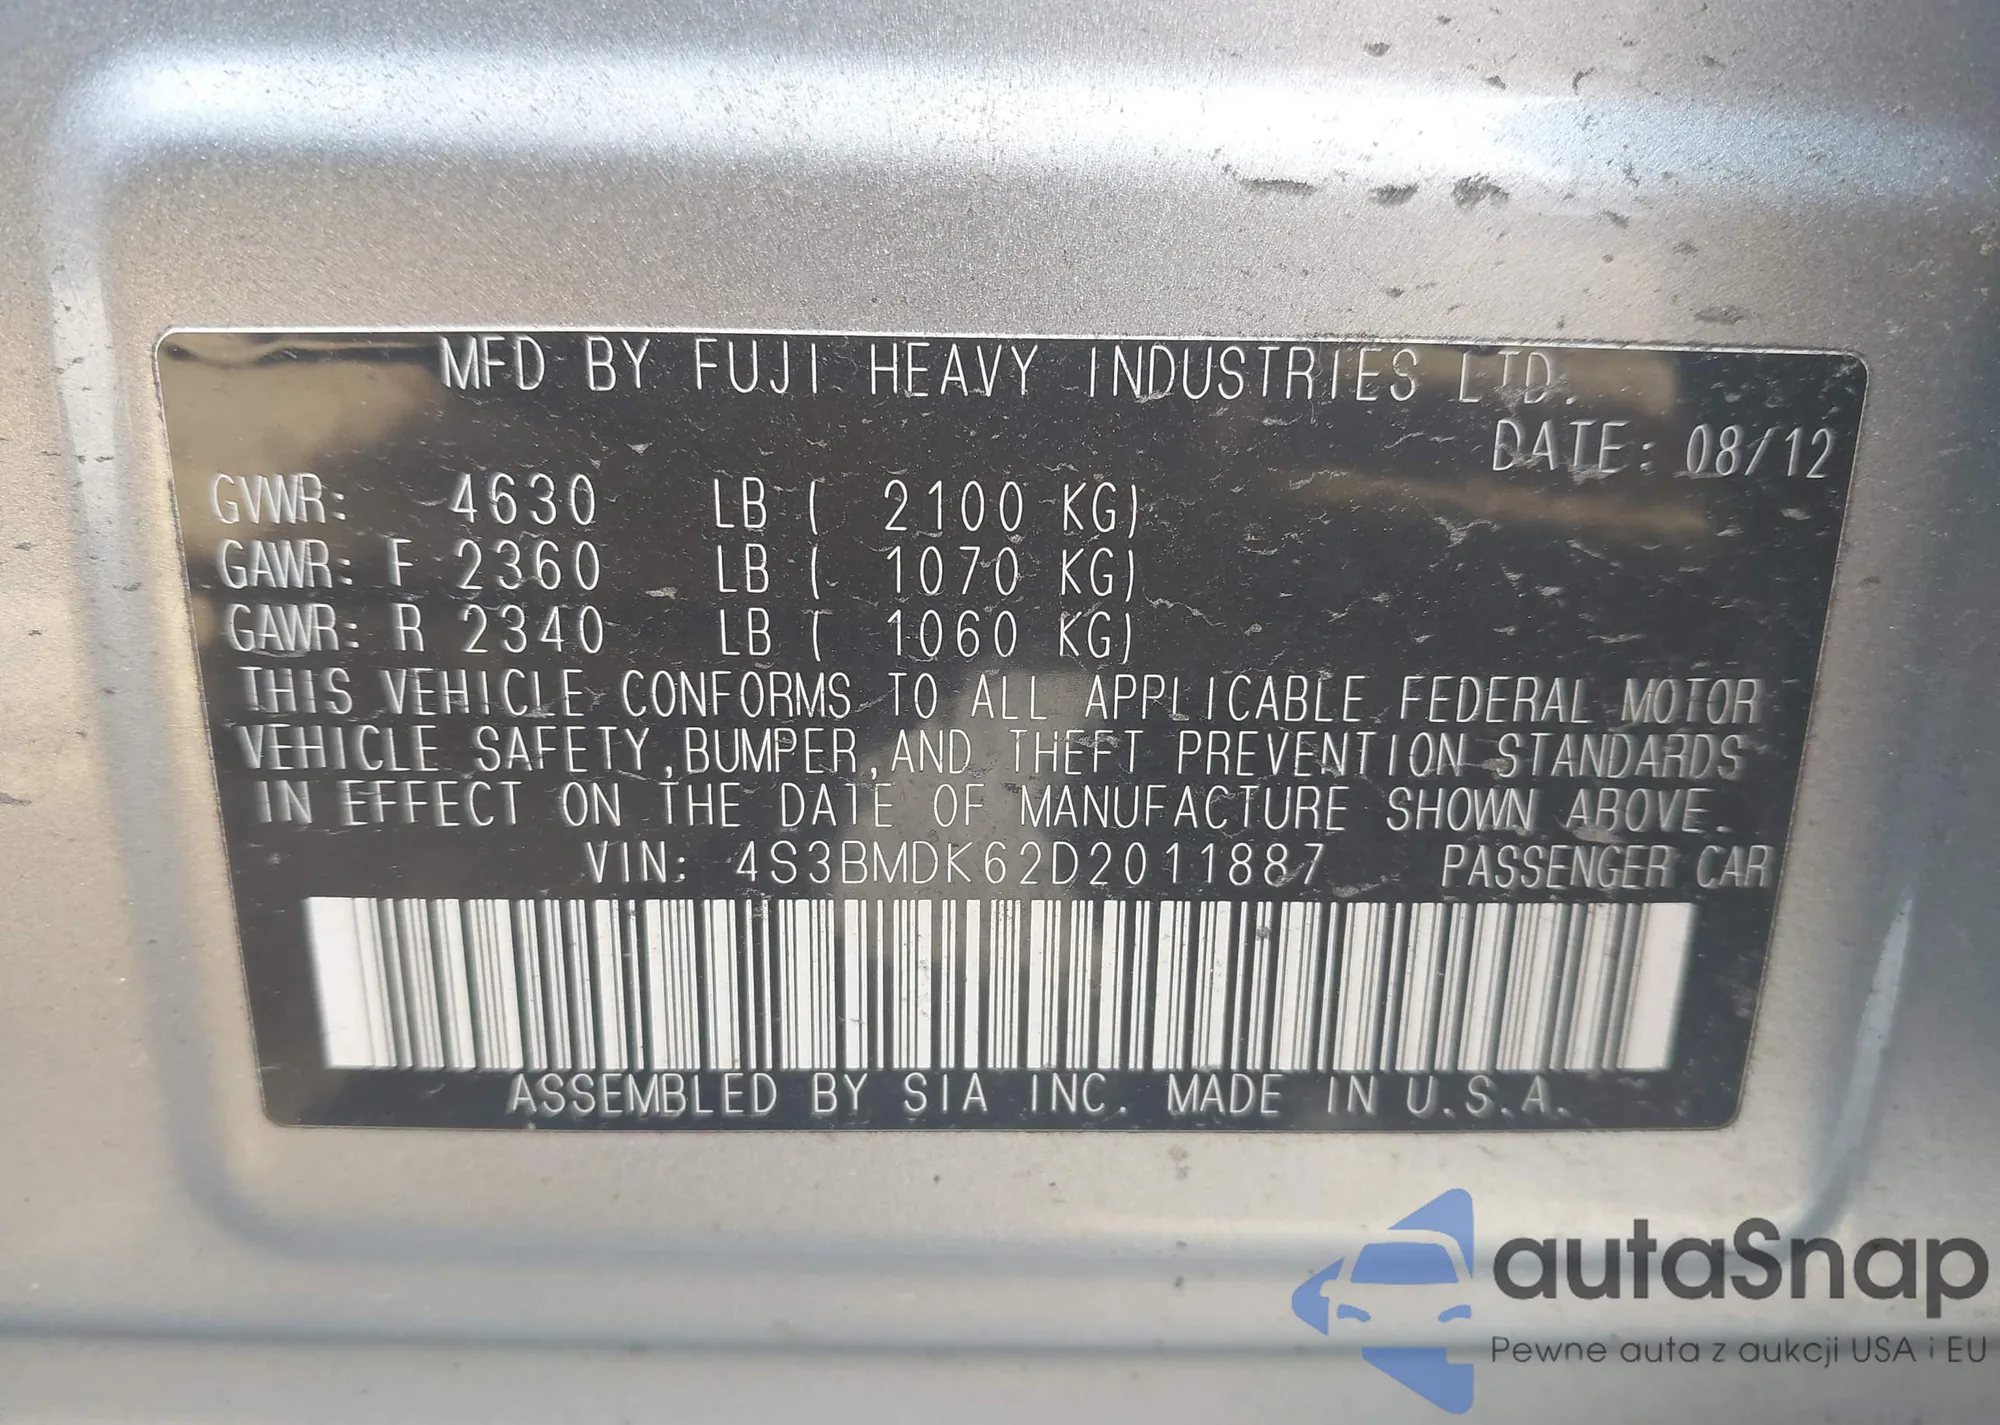 MFD BY FUJI HEAVY INDUSTRIES LTD.
DATE: 08/12
GVWR: 4630 LB ( 2100 KG)
GAWR: F 2360 LB ( 1070 KG)
GAWR: R 2340 LB ( 1060 KG)
THIS VEHICLE CONFORMS TO ALL APPLICABLE FEDERAL MOTOR
VEHICLE SAFETY,BUMPER,AND THEFT PREVENTION STANDARDS
IN EFFECT ON THE DATE OF MANUFACTURE SHOWN ABOVE.
VIN: 4S3BMDK62D2011887 PASSENGER CAR
ASSEMBLED BY SIA INC. MADE IN U.S.A.
autaSnap
Pewne auta z aukcji USA i EU